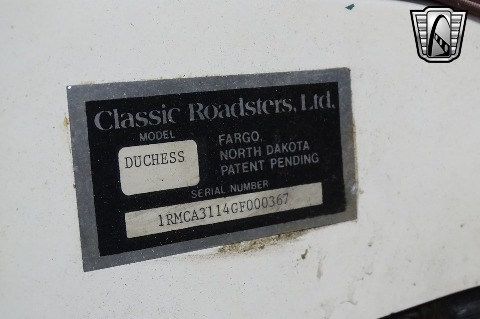 Classic Roadsters, Ltd.
MODEL
DUCHESS
FARGO,
NORTH DAKOTA
PATENT PENDING
SERIAL NUMBER
1RMCA3114GF000367